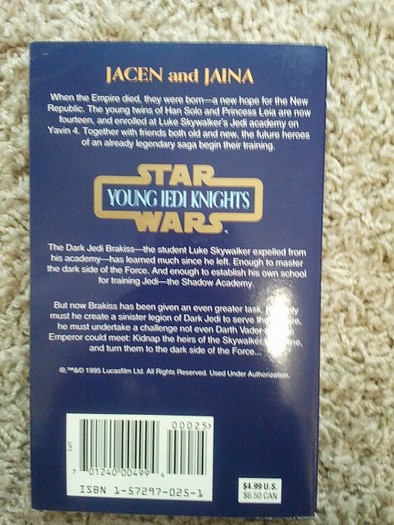 JACEN and JAINA
When the Empire died, they were born—a new hope for the New
Republic. The young twins of Han Solo and Princess Leia are now
fourteen, and enrolled at Luke Skywalker's Jedi academy on
Yavin 4. Together with friends both old and new, the future heroes
of an already legendary saga begin their training.
STAR
YOUNG JEDI KNIGHTS
WARS
The Dark Jedi Brakiss—the student Luke Skywalker expelled from
his academy—has learned much since he left. Enough to master
the dark side of the Force. And enough to establish his own school
for training Jedi—the Shadow Academy.
But now Brakiss has been given an even greater task.
must he create a sinister legion of Dark Jedi to serve
he must undertake a challenge not even Darth Vader
Emperor could meet: Kidnap the heirs of the Skywalker
and turn them to the dark side of the Force...
®,™&© 1995 Lucasfilm Ltd. All Rights Reserved. Used Under Authorization.
00025>
7 01240 00499 4
ISBN 1-57297-025-1
$4.99 U.S.
$6.50 CAN